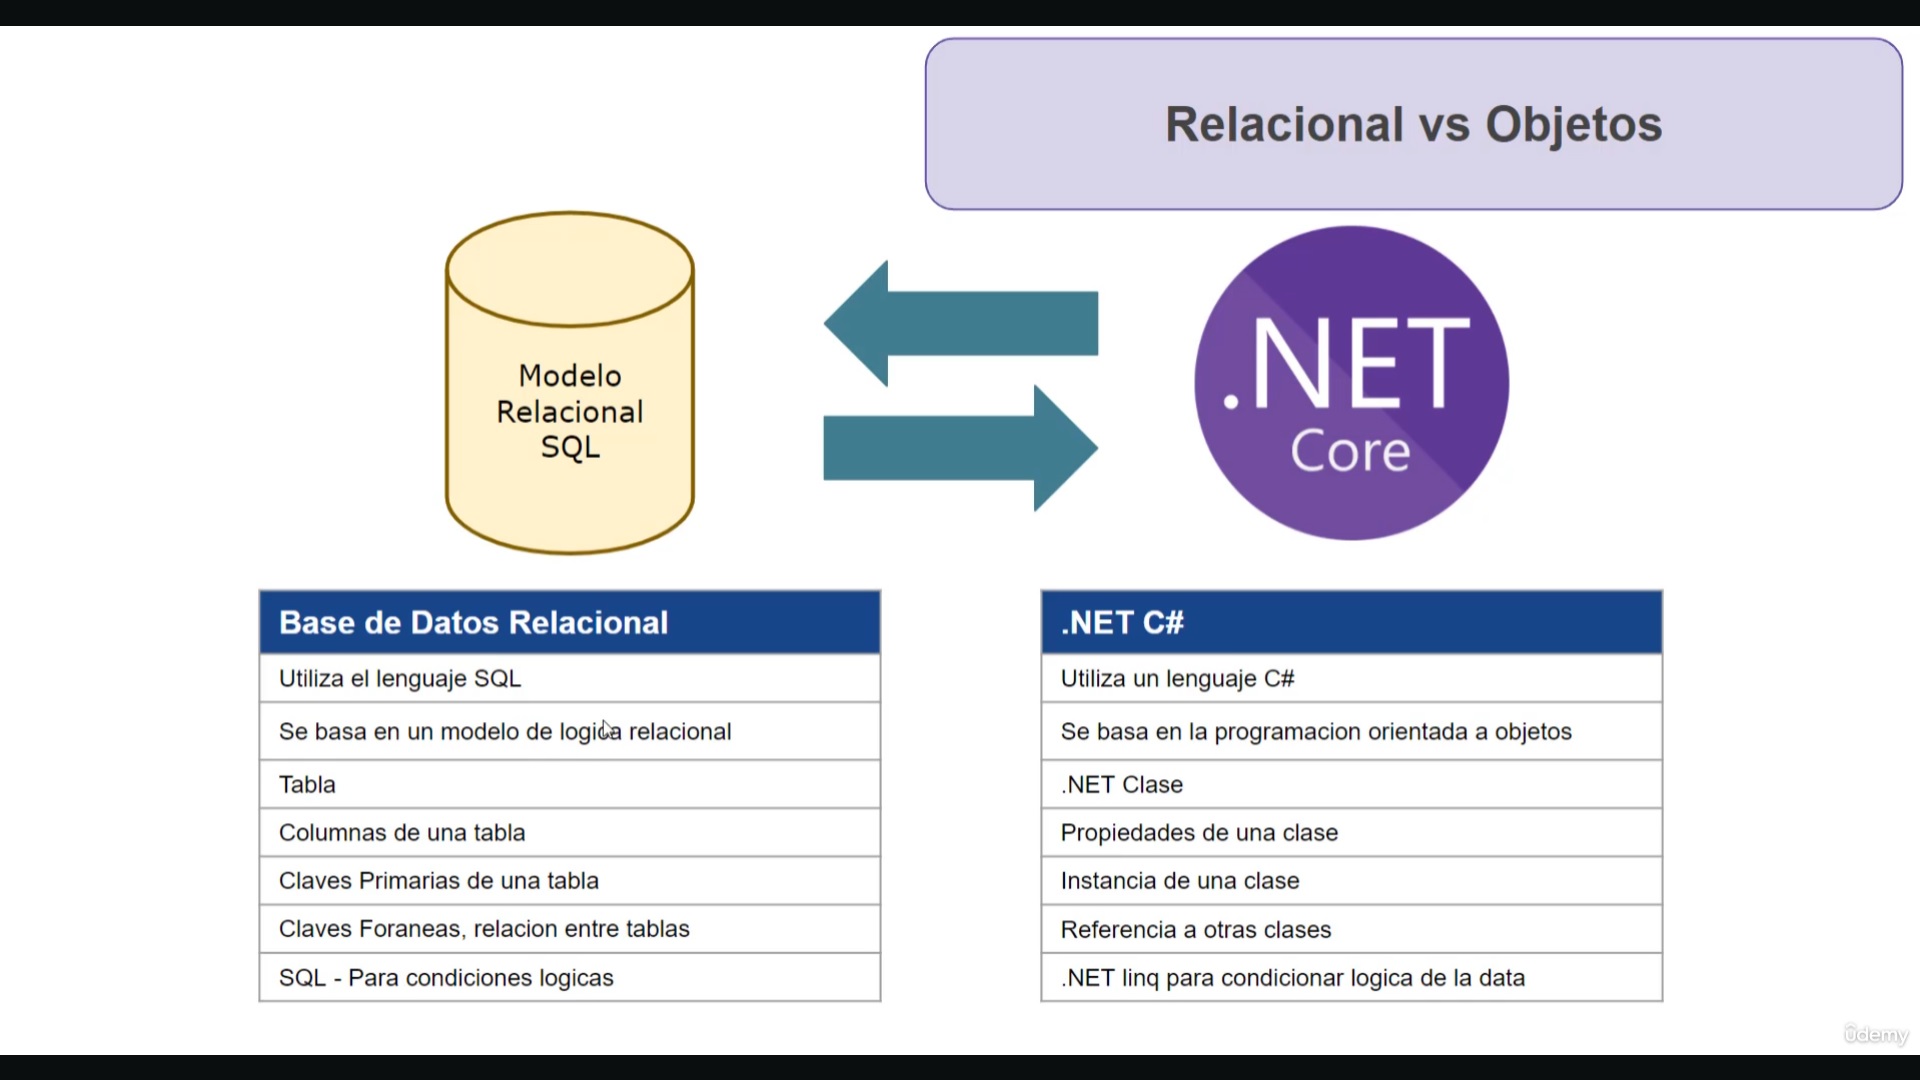 Relacional vs Objetos
Modelo
Relacional
SQL
.NET
Core
Base de Datos Relacional
Utiliza el lenguaje SQL
Se basa en un modelo de logica relacional
Tabla
Columnas de una tabla
Claves Primarias de una tabla
Claves Foraneas, relacion entre tablas
SQL - Para condiciones logicas
.NET C#
Utiliza un lenguaje C#
Se basa en la programacion orientada a objetos
.NET Clase
Propiedades de una clase
Instancia de una clase
Referencia a otras clases
.NET linq para condicionar logica de la data
ûdemy